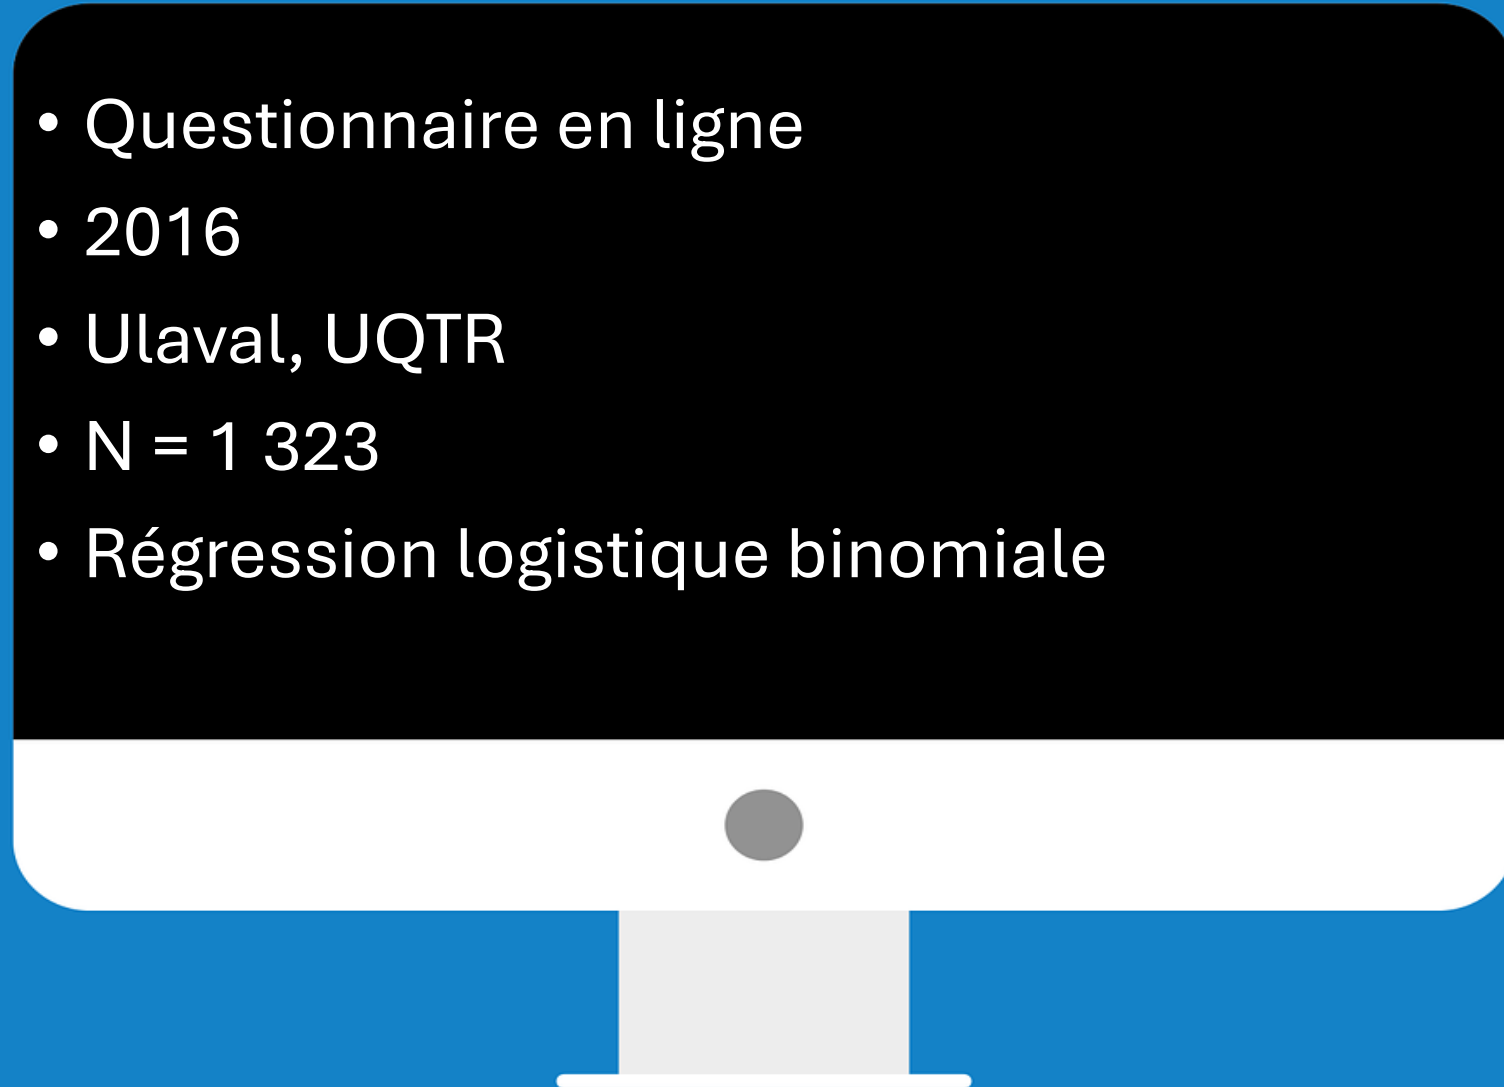 • Questionnaire en ligne
• 2016
• Ulaval, UQTR
• N = 1 323
• Régression logistique binomiale